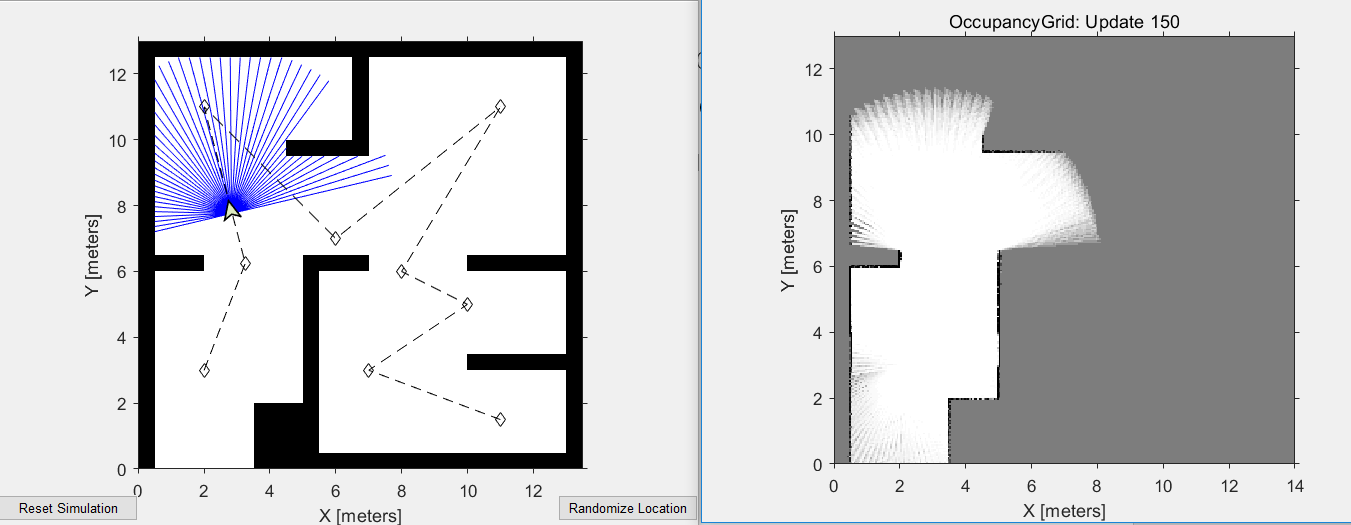 12
10
8
6
4
2
0
Y [meters]
0 2 4 6 8 10 12
X [meters]
Reset Simulation
Randomize Location
OccupancyGrid: Update 150
12
10
8
6
4
2
0
Y [meters]
0 2 4 6 8 10 12 14
X [meters]